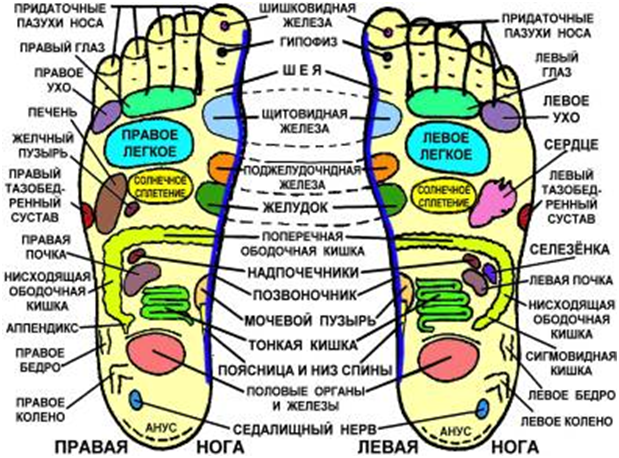 ПРИДАТОЧНЫЕ
ПАЗУХИ НОСА
ПРАВЫЙ ГЛАЗ
ПРАВОЕ
УХО
ПЕЧЕНЬ
ЖЕЛЧНЫЙ
ПУЗЫРЬ
ПРАВЫЙ
ТАЗОБЕД-
РЕННЫЙ
СУСТАВ
ПРАВАЯ
ПОЧКА
НИСХОДЯЩАЯ
ОБОДОЧНАЯ
КИШКА
АППЕНДИКС
ПРАВОЕ
БЕДРО
ПРАВОЕ
КОЛЕНО
ПРАВОЕ
ЛЕГКОЕ
СОЛНЕЧНОЕ
СПЛЕТЕНИЕ
АНУС
ПРАВАЯ НОГА
ШИШКОВИДНАЯ
ЖЕЛЕЗА
ГИПОФИЗ
ШЕЯ
ЩИТОВИДНАЯ
ЖЕЛЕЗА
ПОДЖЕЛУДОЧНДНАЯ
ЖЕЛЕЗА
ЖЕЛУДОК
ПОПЕРЕЧНАЯ
ОБОДОЧНАЯ КИШКА
НАДПОЧЕЧНИКИ
ПОЗВОНОЧНИК
МОЧЕВОЙ ПУЗЫРЬ
ТОНКАЯ КИШКА
ПОЯСНИЦА И НИЗ СПИНЫ
ПОЛОВЫЕ ОРГАНЫ
И ЖЕЛЕЗЫ
СЕДАЛИЩНЫЙ НЕРВ
ПРИДАТОЧНЫЕ
ПАЗУХИ НОСА
ЛЕВЫЙ
ГЛАЗ
ЛЕВОЕ
УХО
СЕРДЦЕ
ЛЕВЫЙ
ТАЗОБЕД-
РЕННЫЙ
СУСТАВ
СЕЛЕЗЁНКА
ЛЕВАЯ ПОЧКА
НИСХОДЯЩАЯ
ОБОДОЧНАЯ
КИШКА
СИГМОВИДНАЯ
КИШКА
ЛЕВОЕ БЕДРО
ЛЕВОЕ КОЛЕНО
ЛЕВОЕ
ЛЕГКОЕ
СОЛНЕЧНОЕ
СПЛЕТЕНИЕ
АНУС
ЛЕВАЯ НОГА